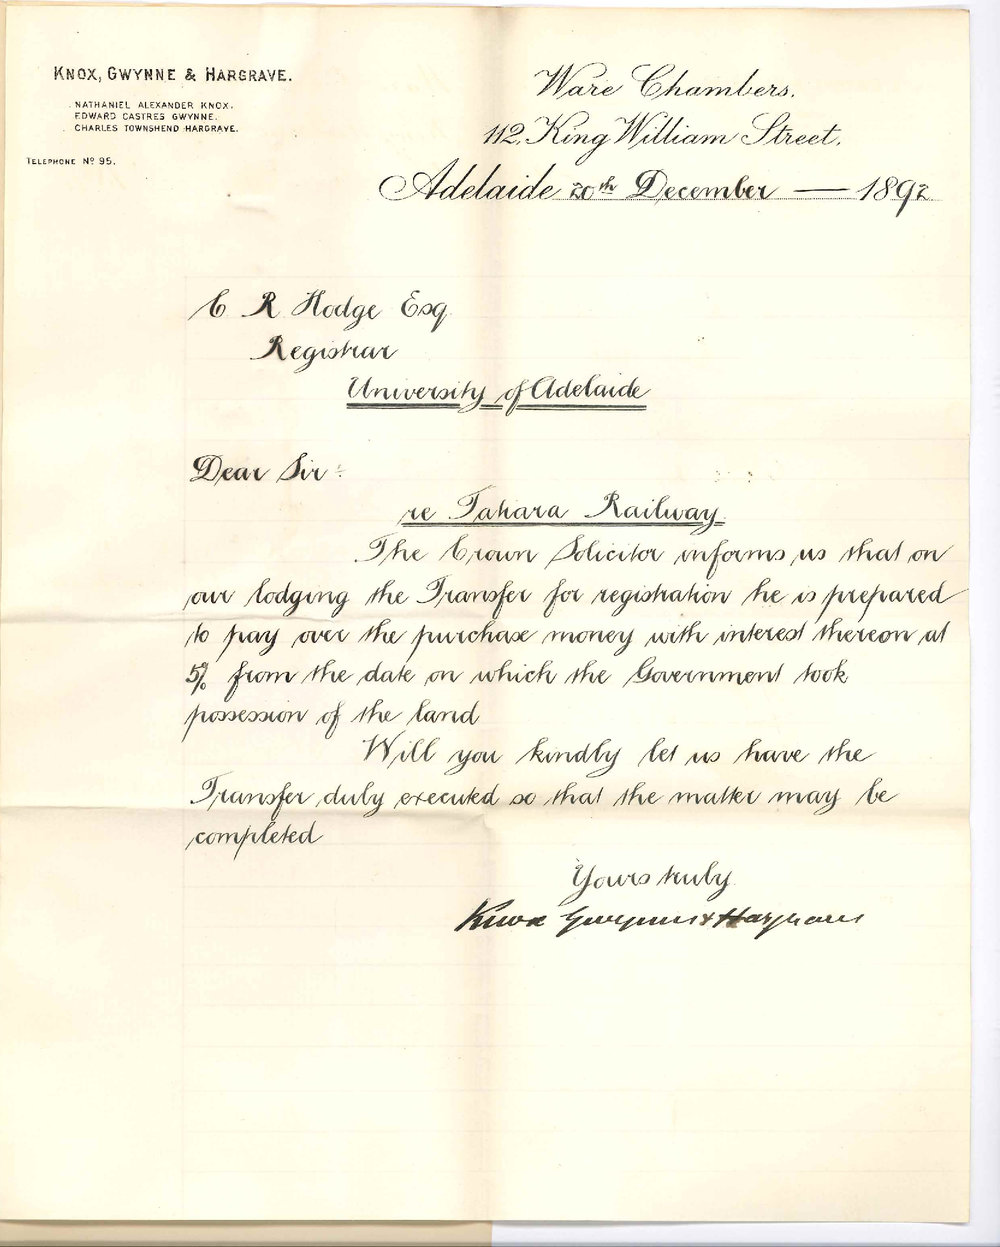 KNOX, GWYNNE & HARGRAVE.
NATHANIEL ALEXANDER KNOX.
EDWARD CASTRES GWYNNE.
CHARLES TOWNSHEND HARGRAVE.
TELEPHONE Nº 95.
Ware Chambers.
112, King William Street,
Adelaide 20th December — 1892
C R Hodge Esq
Registrar
University of Adelaide
Dear Sir:
re Tahara Railway
The Crown Solicitor informs us that on
our lodging the Transfer for registration he is prepared
to pay over the purchase money with interest thereon at
5% from the date on which the Government took
possession of the land
Will you kindly let us have the
Transfer duly executed so that the matter may be
completed
Yours truly
Knox Gwynne & Hargrave